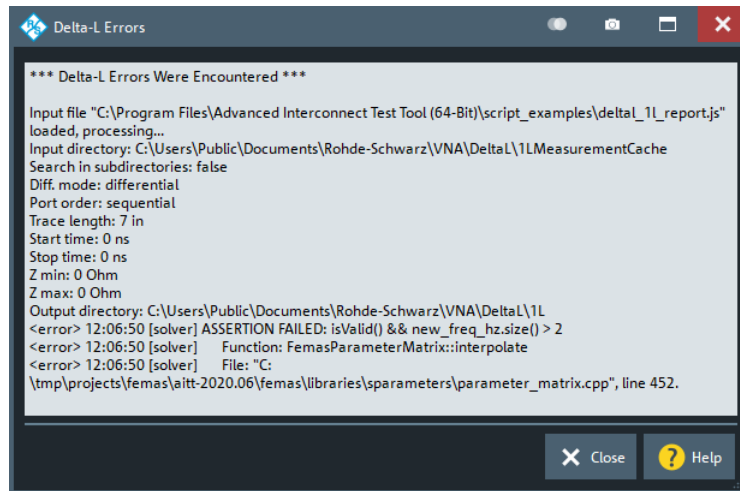 Delta-L Errors
*** Delta-L Errors Were Encountered ***
Input file "C:\Program Files\Advanced Interconnect Test Tool (64-Bit)\script_examples\deltal_1l_report.js"
loaded, processing...
Input directory: C:\Users\Public\Documents\Rohde-Schwarz\VNA\DeltaL\1LMeasurementCache
Search in subdirectories: false
Diff. mode: differential
Port order: sequential
Trace length: 7 in
Start time: 0 ns
Stop time: 0 ns
Z min: 0 Ohm
Z max: 0 Ohm
Output directory: C:\Users\Public\Documents\Rohde-Schwarz\VNA\DeltaL\1L
<error> 12:06:50 [solver] ASSERTION FAILED: isValid() && new_freq_hz.size() > 2
<error> 12:06:50 [solver]     Function: FemasParameterMatrix::interpolate
<error> 12:06:50 [solver]     File: "C:
\tmp\projects\femas\aitt-2020.06\femas\libraries\sparameters\parameter_matrix.cpp", line 452.
Close
? Help